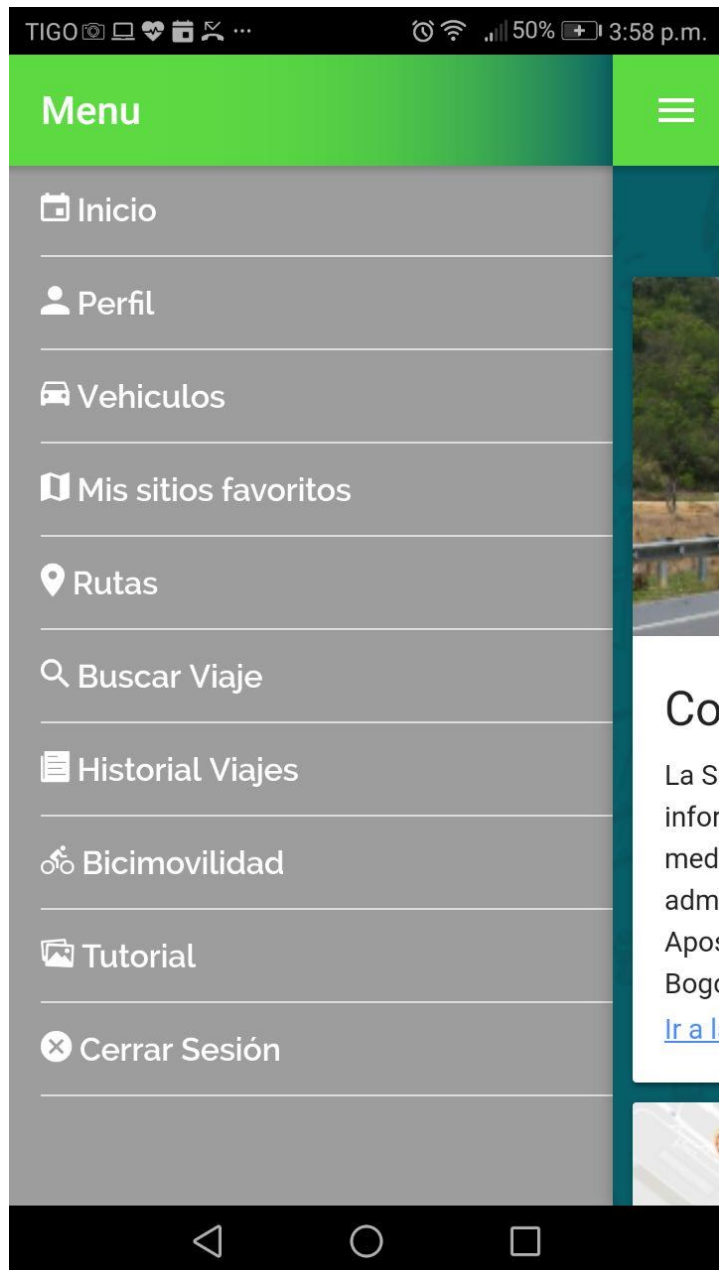 TIGO ... 50% 3:58 p.m.
Menu
Inicio
Perfil
Vehiculos
Mis sitios favoritos
Rutas
Buscar Viaje
Historial Viajes
Bicimovilidad
Tutorial
Cerrar Sesión
Co
La S
infor
med
adm
Apos
Bogo
Ir a l